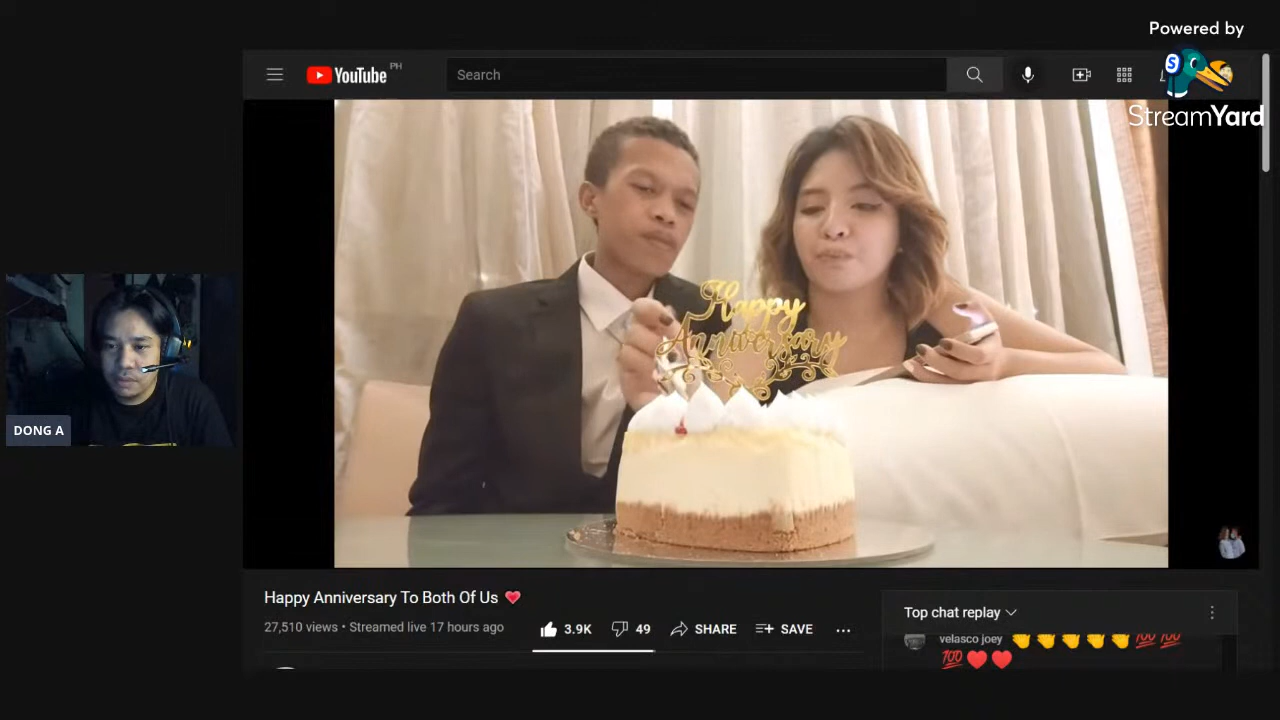 Powered by
StreamYard
YouTube PH
Search
Happy
Anniversary
DONG A
Happy Anniversary To Both Of Us ❤️
27,510 views • Streamed live 17 hours ago
3.9K
49
SHARE
SAVE
Top chat replay
velasco joey 👏👏👏👏👏💯💯
💯❤️❤️